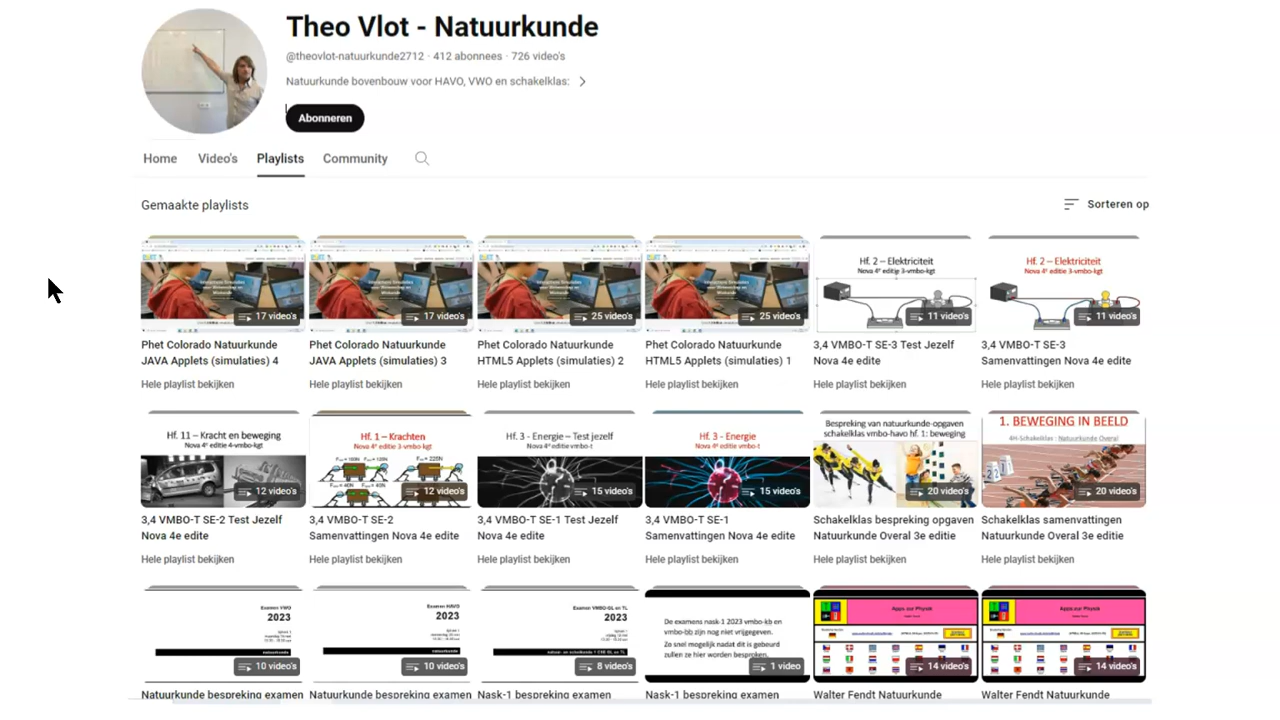 Theo Vlot - Natuurkunde
@theovlot-natuurkunde2712 · 412 abonnees · 726 video's
Natuurkunde bovenbouw voor HAVO, VWO en schakelklas:
Abonneren
Home Video's Playlists Community
Gemaakte playlists
Sorteren op
17 video's
17 video's
25 video's
25 video's
Hf. 2 – Elektriciteit
Nova 4e editie 3-vmbo-kgt
11 video's
Hf. 2 – Elektriciteit
Nova 4e editie 3-vmbo-kgt
11 video's
Phet Colorado Natuurkunde
JAVA Applets (simulaties) 4
Phet Colorado Natuurkunde
JAVA Applets (simulaties) 3
Phet Colorado Natuurkunde
HTML5 Applets (simulaties) 2
Phet Colorado Natuurkunde
HTML5 Applets (simulaties) 1
3,4 VMBO-T SE-3 Test Jezelf
Nova 4e edite
3,4 VMBO-T SE-3
Samenvattingen Nova 4e edite
Hele playlist bekijken
Hele playlist bekijken
Hele playlist bekijken
Hele playlist bekijken
Hele playlist bekijken
Hele playlist bekijken
Hf. 11 – Kracht en beweging
Nova 4e editie 4-vmbo-kgt
12 video's
Hf. 1 – Krachten
Nova 4e editie 3-vmbo-kgt
12 video's
Hf. 3 - Energie – Test jezelf
Nova 4e editie vmbo-t
15 video's
Hf. 3 - Energie
Nova 4e editie vmbo-t
15 video's
Bespreking van natuurkunde-opgaven
schakelklas vmbo-havo hf. 1: beweging
20 video's
1. BEWEGING IN BEELD
4H-Schakelklas : Natuurkunde Overal
20 video's
3,4 VMBO-T SE-2 Test Jezelf
Nova 4e edite
3,4 VMBO-T SE-2
Samenvattingen Nova 4e edite
3,4 VMBO-T SE-1 Test Jezelf
Nova 4e edite
3,4 VMBO-T SE-1
Samenvattingen Nova 4e edite
Schakelklas bespreking opgaven
Natuurkunde Overal 3e editie
Schakelklas samenvattingen
Natuurkunde Overal 3e editie
Hele playlist bekijken
Hele playlist bekijken
Hele playlist bekijken
Hele playlist bekijken
Hele playlist bekijken
Hele playlist bekijken
Examen VWO
2023
10 video's
Examen HAVO
2023
natuurkunde
10 video's
Examen VMBO-GL en TL
2023
8 video's
De examens nask-1 2023 vmbo-kb en
vmbo-bb zijn nog niet vrijgegeven.
Zo snel mogelijk nadat dit is gebeurd
zullen ze hier worden besproken.
1 video
Apps zur Physik
14 video's
Apps zur Physik
14 video's
Natuurkunde bespreking examen
Natuurkunde bespreking examen
Nask-1 bespreking examen
Nask-1 bespreking examen
Walter Fendt Natuurkunde
Walter Fendt Natuurkunde